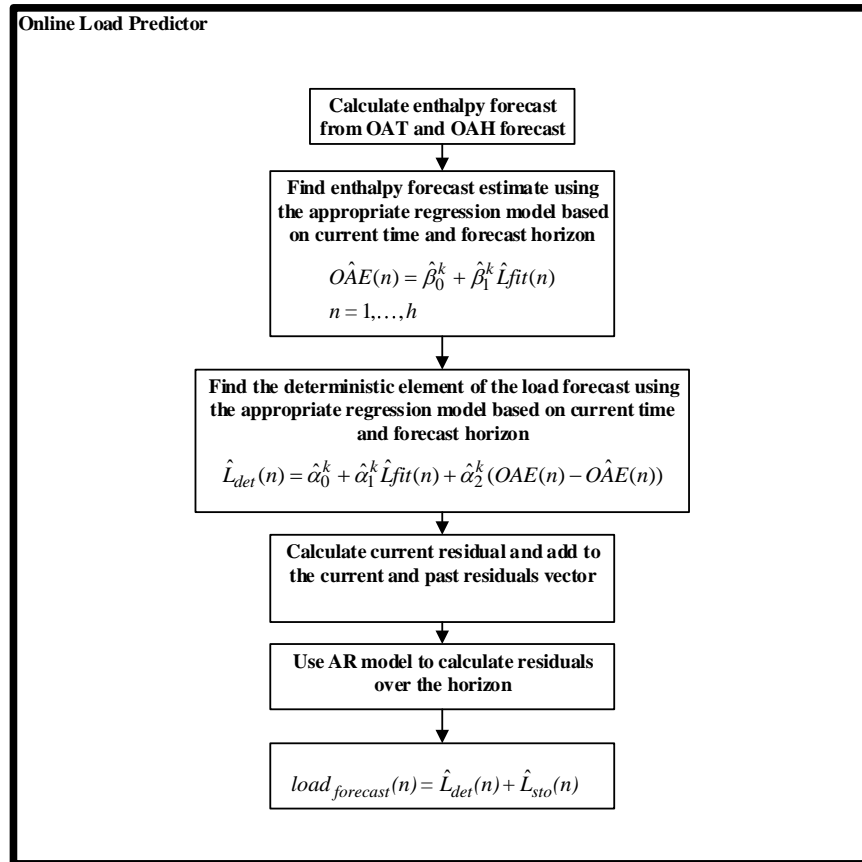 Online Load Predictor
Calculate enthalpy forecast
from OAT and OAH forecast
Find enthalpy forecast estimate using
the appropriate regression model based
on current time and forecast horizon
OÂE(n) = β̂₀ᵏ + β̂₁ᵏ L̂fit(n)
n = 1,…,h
Find the deterministic element of the load forecast using
the appropriate regression model based on current time
and forecast horizon
L̂_det(n) = α̂₀ᵏ + α̂₁ᵏ L̂fit(n) + α̂₂ᵏ (OAE(n) − OÂE(n))
Calculate current residual and add to
the current and past residuals vector
Use AR model to calculate residuals
over the horizon
load_forecast(n) = L̂_det(n) + L̂_sto(n)